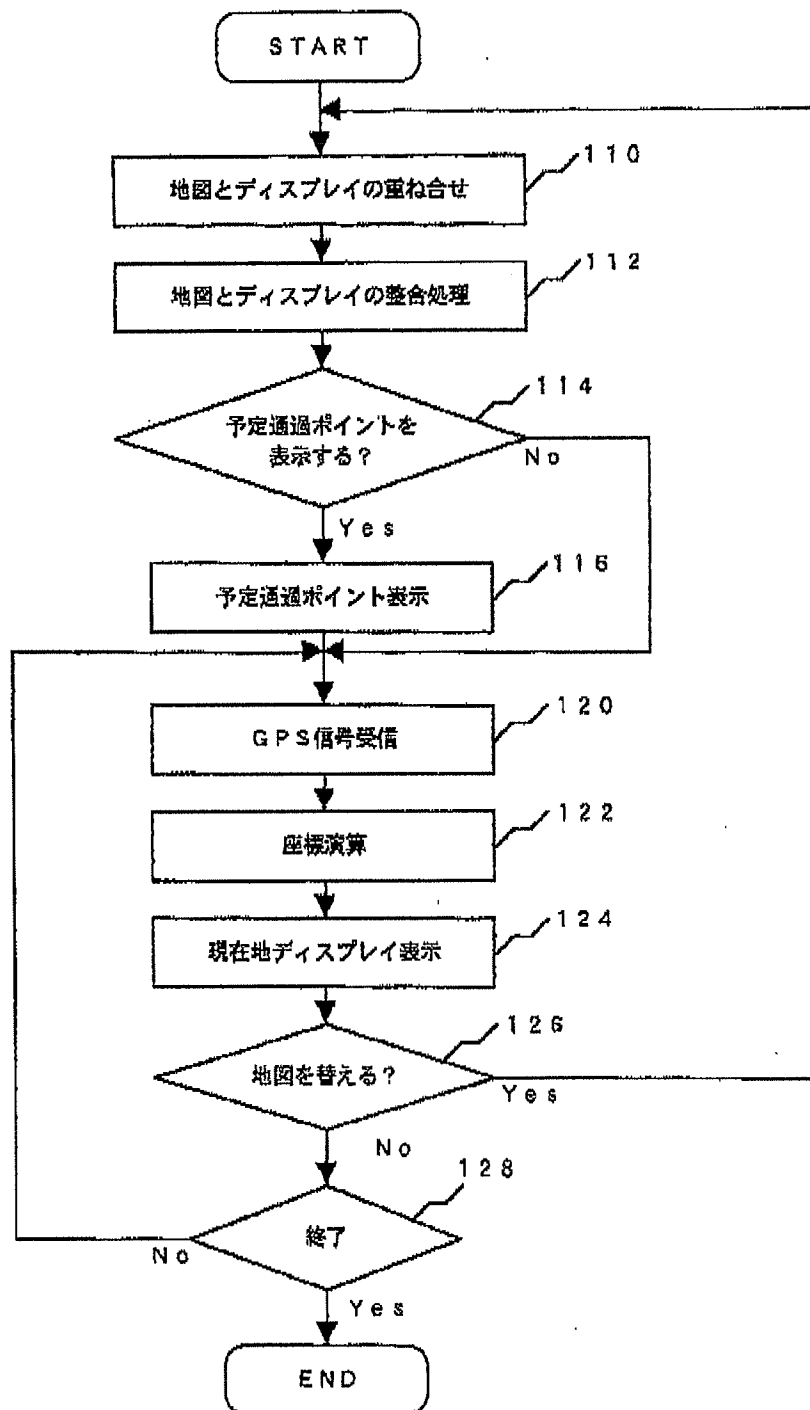 START
110
地図とディスプレイの重ね合せ
112
地図とディスプレイの整合処理
114
予定通過ポイントを
表示する?
No
Yes
116
予定通過ポイント表示
120
GPS信号受信
122
座標演算
124
現在地ディスプレイ表示
126
地図を替える?
Yes
No
128
終了
No
Yes
END